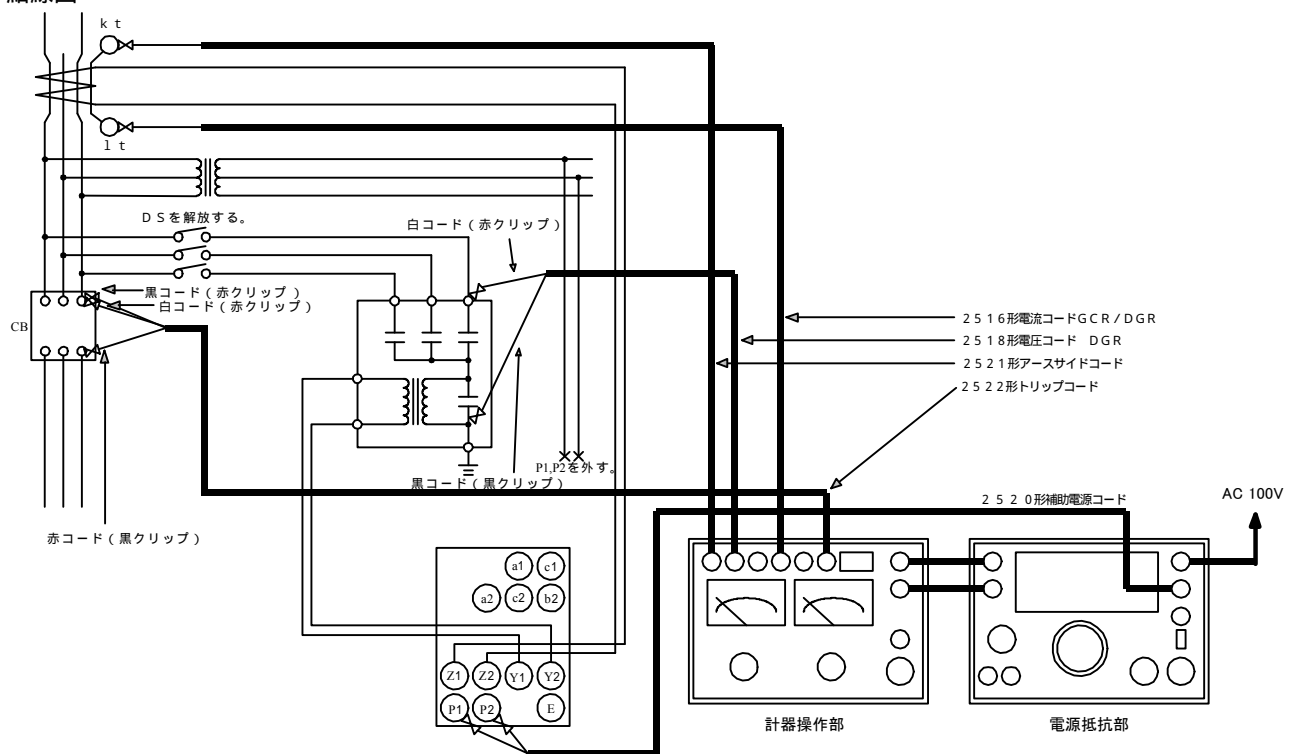 k t
l t
DSを解放する。
白コード(赤クリップ)
黒コード(赤クリップ)
白コード(赤クリップ)
CB
2516形電流コードGCR/DGR
2518形電圧コード DGR
2521形アースサイドコード
2522形トリップコード
P1,P2を外す。
黒コード(黒クリップ)
2520形補助電源コード
AC 100V
赤コード(黒クリップ)
a1 c1
a2 c2 b2
Z1 Z2 Y1 Y2
P1 P2 E
計器操作部
電源抵抗部